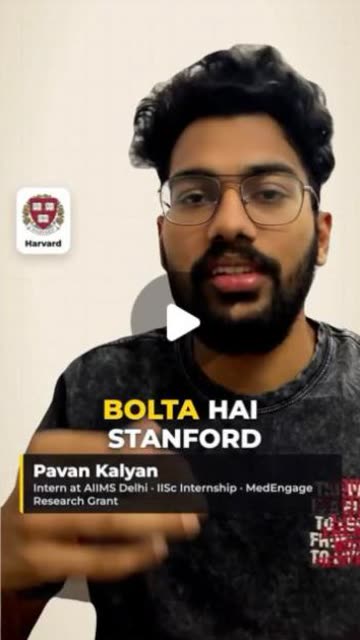 Harvard
BOLTA HAI
STANFORD
Pavan Kalyan
Intern at AIIMS Delhi · IISc Internship · MedEngage
Research Grant